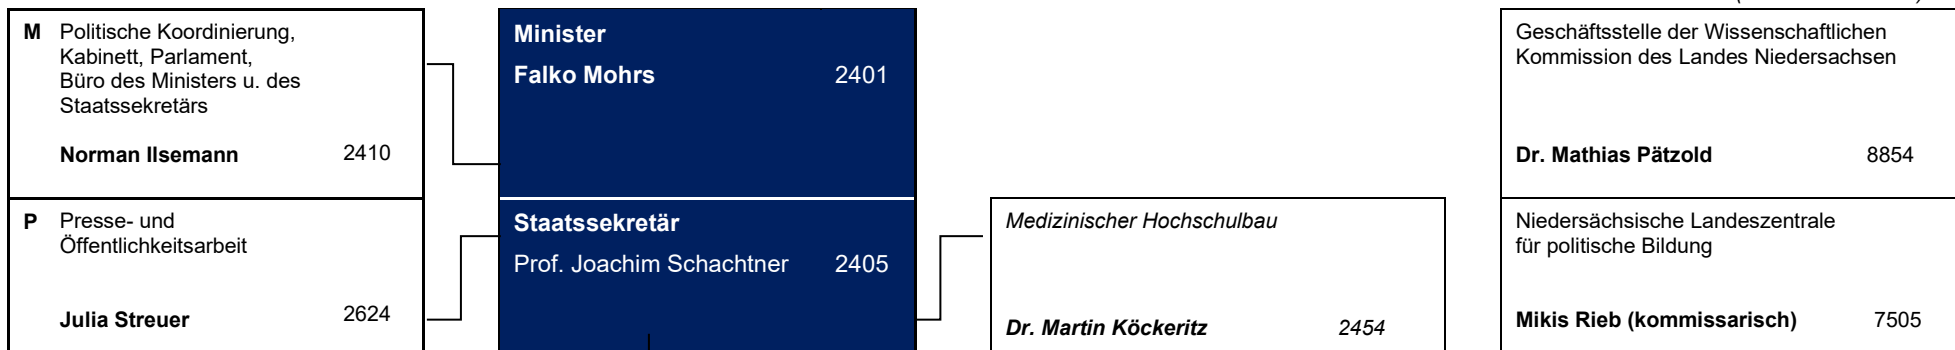 M Politische Koordinierung,
Kabinett, Parlament,
Büro des Ministers u. des
Staatssekretärs
Norman Ilsemann 2410
P Presse- und
Öffentlichkeitsarbeit
Julia Streuer 2624
Minister
Falko Mohrs 2401
Staatssekretär
Prof. Joachim Schachtner 2405
Medizinischer Hochschulbau
Dr. Martin Köckeritz 2454
Geschäftsstelle der Wissenschaftlichen
Kommission des Landes Niedersachsen
Dr. Mathias Pätzold 8854
Niedersächsische Landeszentrale
für politische Bildung
Mikis Rieb (kommissarisch) 7505